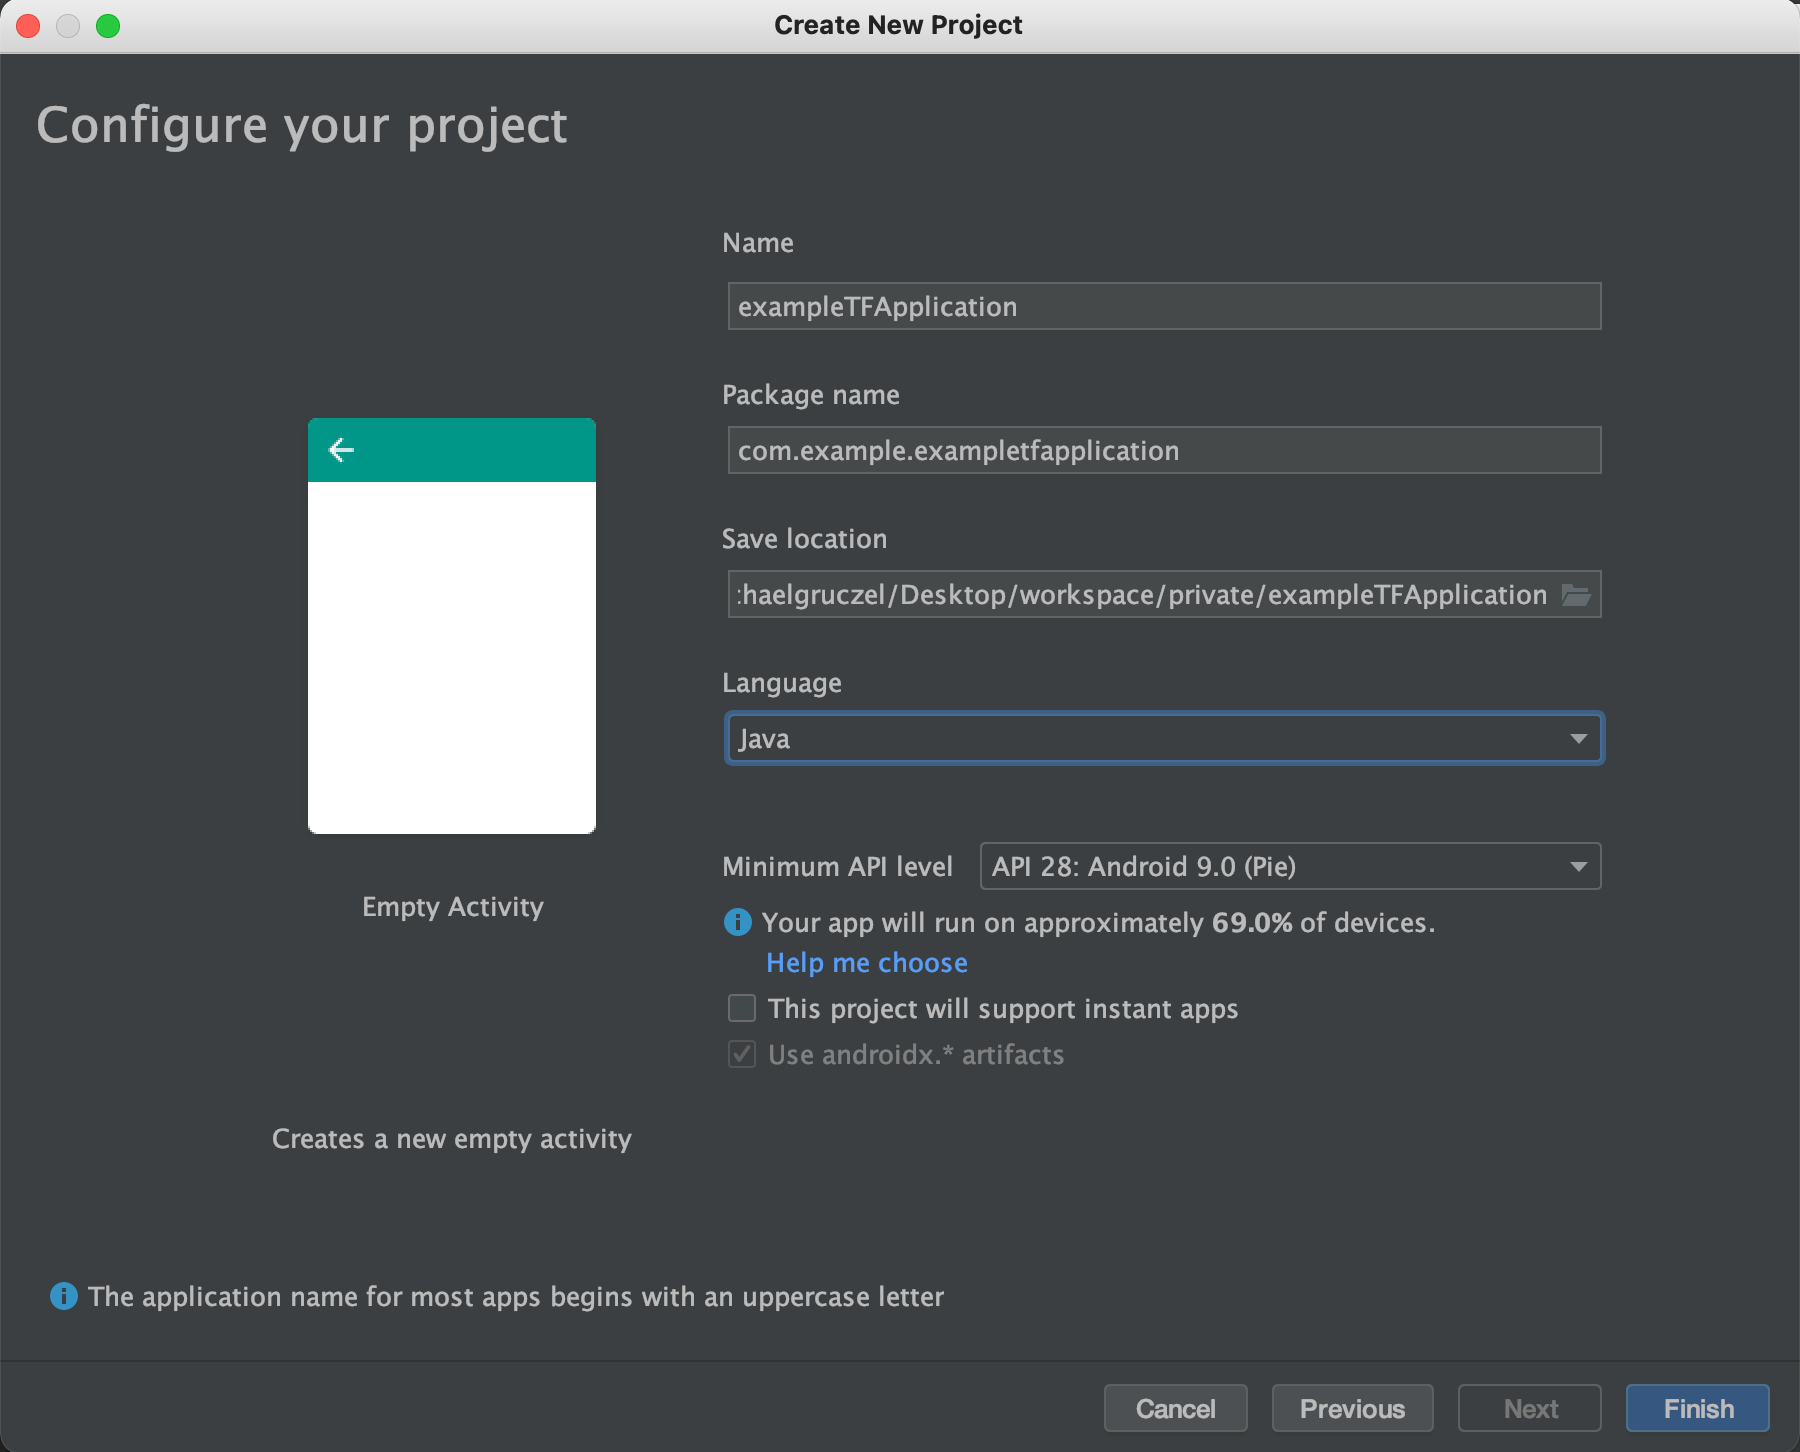 Create New Project
Configure your project
Name
exampleTFApplication
Package name
com.example.exampletfapplication
Save location
:haelgruczel/Desktop/workspace/private/exampleTFApplication
Language
Java
Minimum API level API 28: Android 9.0 (Pie)
Empty Activity
Your app will run on approximately 69.0% of devices.
Help me choose
This project will support instant apps
Use androidx.* artifacts
Creates a new empty activity
The application name for most apps begins with an uppercase letter
Cancel Previous Next Finish